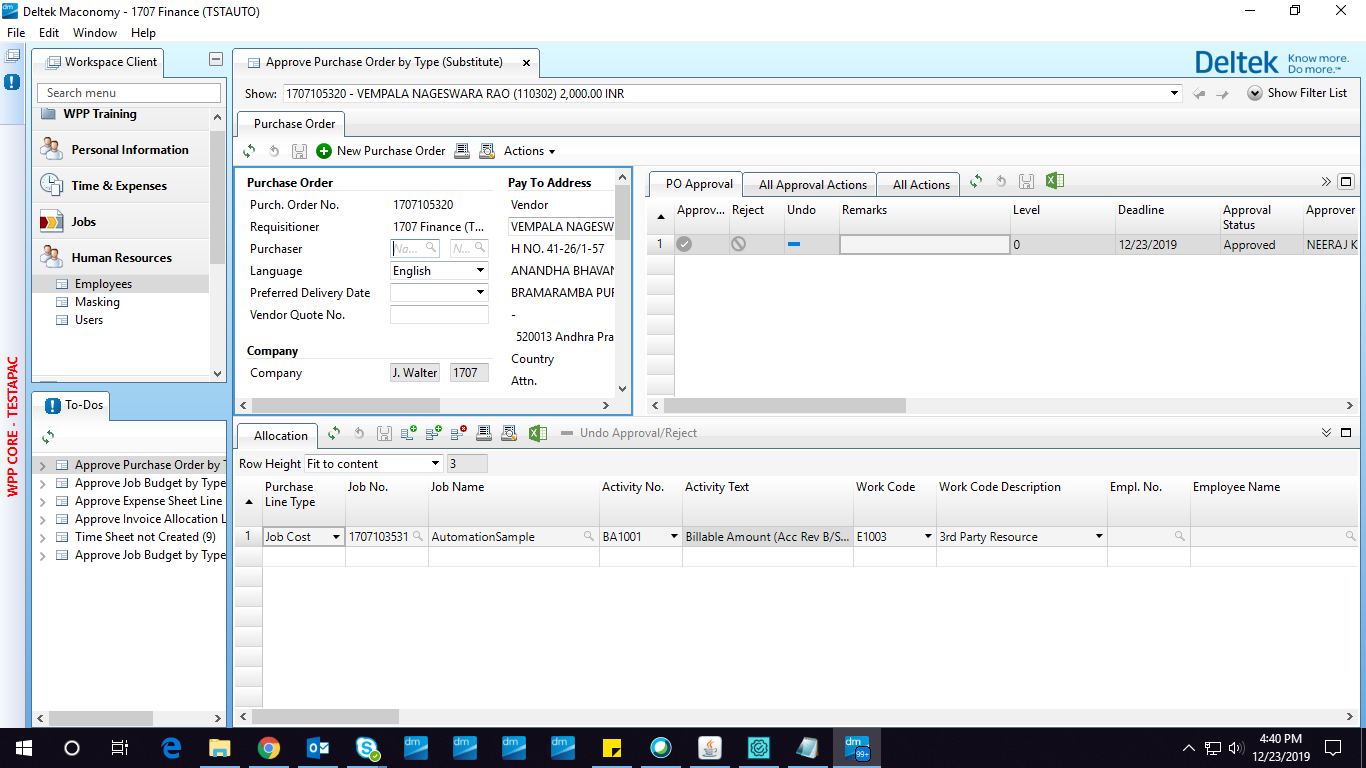 Deltek Maconomy - 1707 Finance (TSTAUTO)
File Edit Window Help
Workspace Client
Search menu
WPP Training
Personal Information
Time & Expenses
Jobs
Human Resources
Employees
Masking
Users
WPP CORE - TESTAPAC
To-Dos
Approve Purchase Order by T
Approve Job Budget by Type
Approve Expense Sheet Line
Approve Invoice Allocation L
Time Sheet not Created (9)
Approve Job Budget by Type
Approve Purchase Order by Type (Substitute)
Deltek Know more. Do more.™
Show: 1707105320 - VEMPALA NAGESWARA RAO (110302) 2,000.00 INR
Show Filter List
Purchase Order
New Purchase Order Actions
Purchase Order
Purch. Order No. 1707105320
Requisitioner 1707 Finance (T...
Purchaser Na... N...
Language English
Preferred Delivery Date
Vendor Quote No.
Company
Company J. Walter 1707
Pay To Address
Vendor
VEMPALA NAGESW
H NO. 41-26/1-57
ANANDHA BHAVAN
BRAMARAMBA PUR
-
520013 Andhra Pra
Country
Attn.
PO Approval All Approval Actions All Actions
Approv... Reject Undo Remarks Level Deadline Approval Status Approver
1 0 12/23/2019 Approved NEERAJ K
Allocation Undo Approval/Reject
Row Height Fit to content 3
Purchase Line Type Job No. Job Name Activity No. Activity Text Work Code Work Code Description Empl. No. Employee Name
1 Job Cost 1707103531 AutomationSample BA1001 Billable Amount (Acc Rev B/S... E1003 3rd Party Resource
dm dm dm dm dm 99+
4:40 PM
12/23/2019